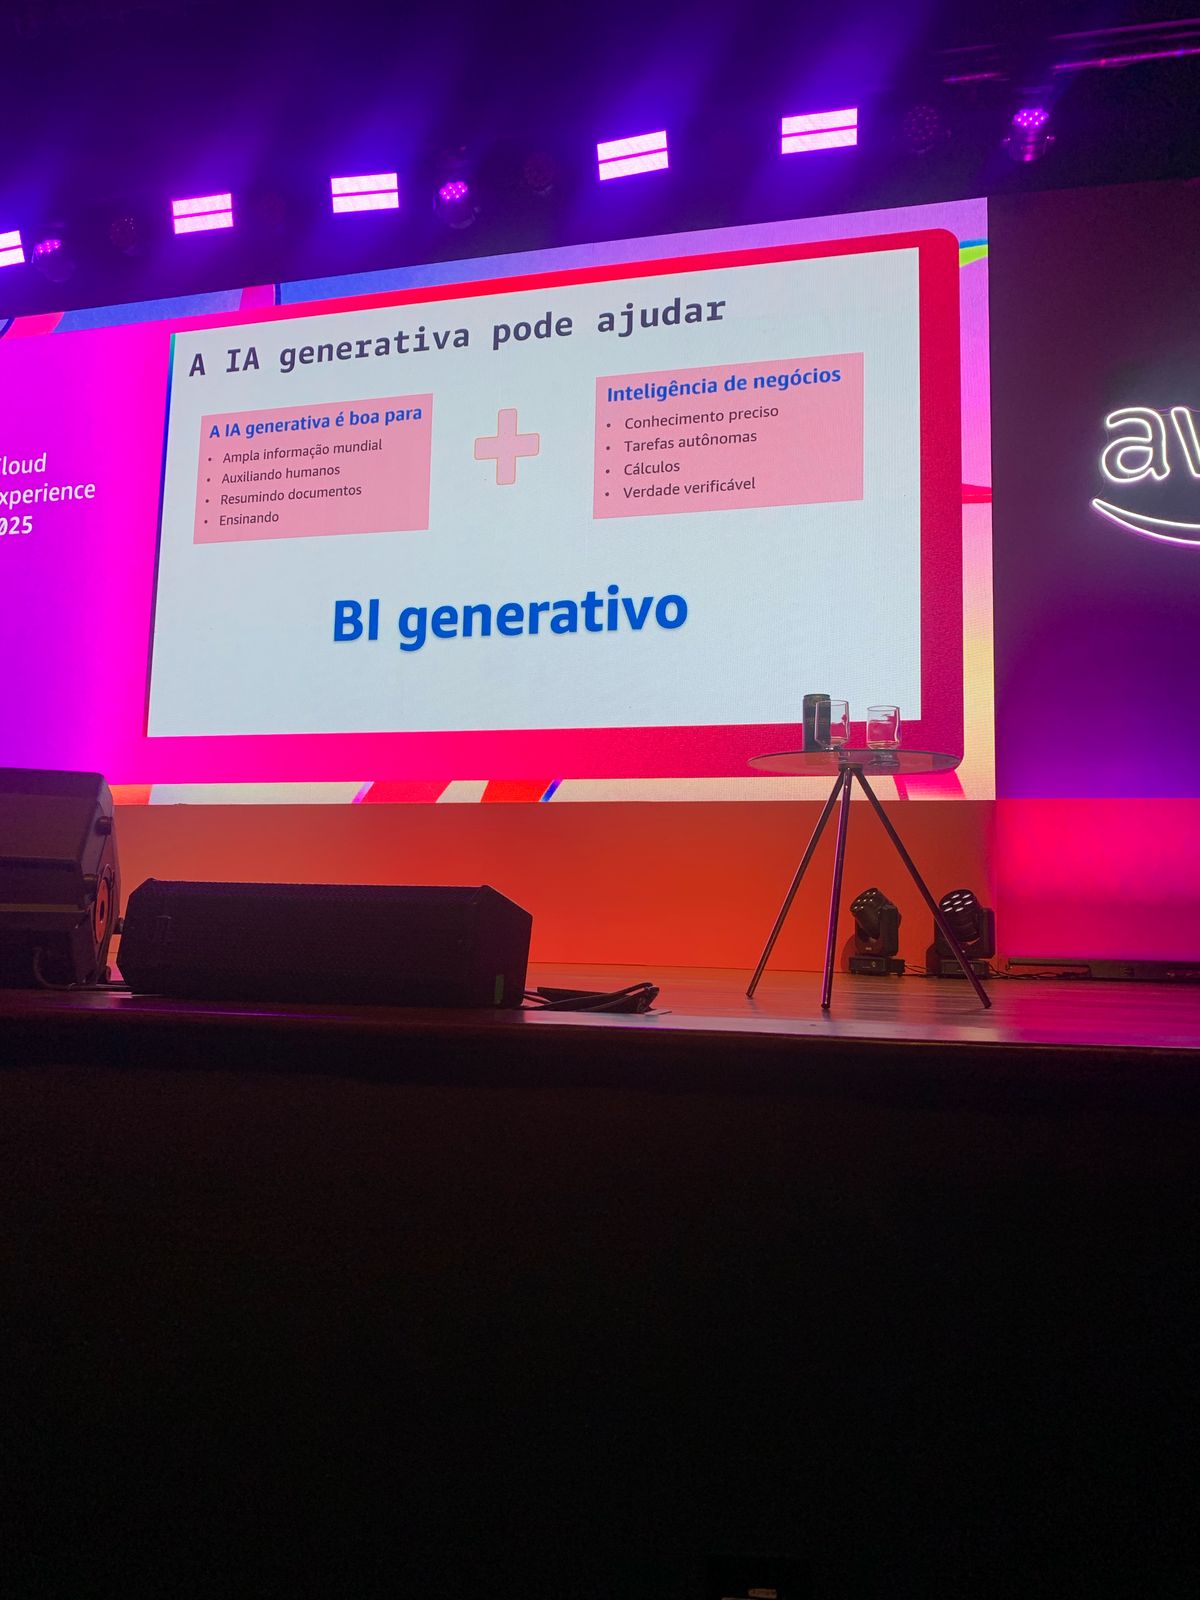 A IA generativa pode ajudar
A IA generativa é boa para
• Ampla informação mundial
• Auxiliando humanos
• Resumindo documentos
• Ensinando
Inteligência de negócios
• Conhecimento preciso
• Tarefas autônomas
• Cálculos
• Verdade verificável
BI generativo
loud
xperience
025
aw